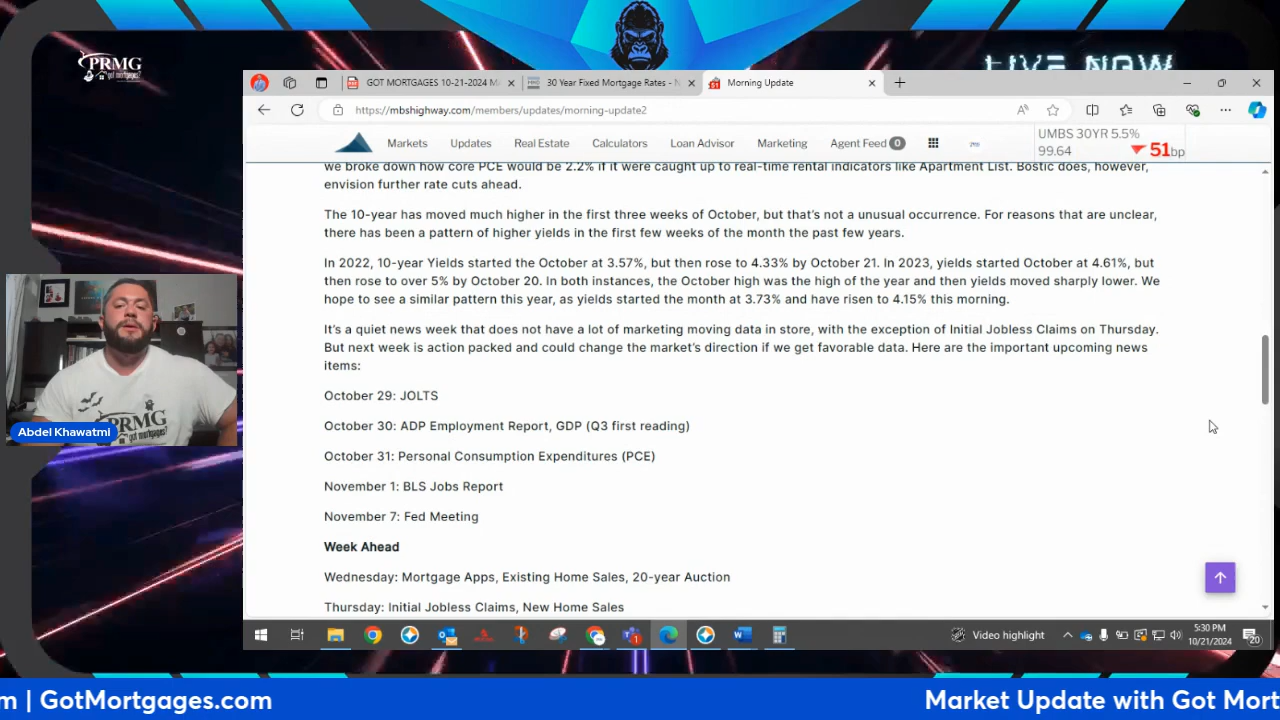 PRMG
got mortgages?
LIVE NOW
GOT MORTGAGES 10-21-2024 M
30 Year Fixed Mortgage Rates - N
Morning Update
https://mbshighway.com/members/updates/morning-update2
Markets
Updates
Real Estate
Calculators
Loan Advisor
Marketing
Agent Feed 0
UMBS 30YR 5.5%
99.64
51bp
we broke down how core PCE would be 2.2% if it were caught up to real-time rental indicators like Apartment List. Bostic does, however,
envision further rate cuts ahead.
The 10-year has moved much higher in the first three weeks of October, but that's not a unusual occurrence. For reasons that are unclear,
there has been a pattern of higher yields in the first few weeks of the month the past few years.
In 2022, 10-year Yields started the October at 3.57%, but then rose to 4.33% by October 21. In 2023, yields started October at 4.61%, but
then rose to over 5% by October 20. In both instances, the October high was the high of the year and then yields moved sharply lower. We
hope to see a similar pattern this year, as yields started the month at 3.73% and have risen to 4.15% this morning.
It's a quiet news week that does not have a lot of marketing moving data in store, with the exception of Initial Jobless Claims on Thursday.
But next week is action packed and could change the market's direction if we get favorable data. Here are the important upcoming news
items:
October 29: JOLTS
October 30: ADP Employment Report, GDP (Q3 first reading)
October 31: Personal Consumption Expenditures (PCE)
November 1: BLS Jobs Report
November 7: Fed Meeting
Week Ahead
Wednesday: Mortgage Apps, Existing Home Sales, 20-year Auction
Thursday: Initial Jobless Claims, New Home Sales
PRMG
got mortgages?
Abdel Khawatmi
Video highlight
5:30 PM
10/21/2024
20
m | GotMortgages.com
Market Update with Got Mort